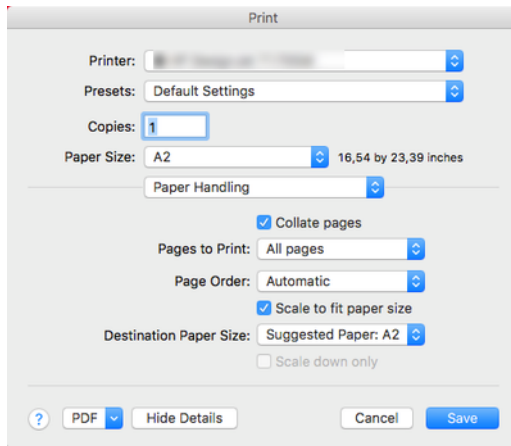 Print
Printer:
Presets: Default Settings
Copies: 1
Paper Size: A2 16,54 by 23,39 inches
Paper Handling
Collate pages
Pages to Print: All pages
Page Order: Automatic
Scale to fit paper size
Destination Paper Size: Suggested Paper: A2
Scale down only
? PDF Hide Details Cancel Save